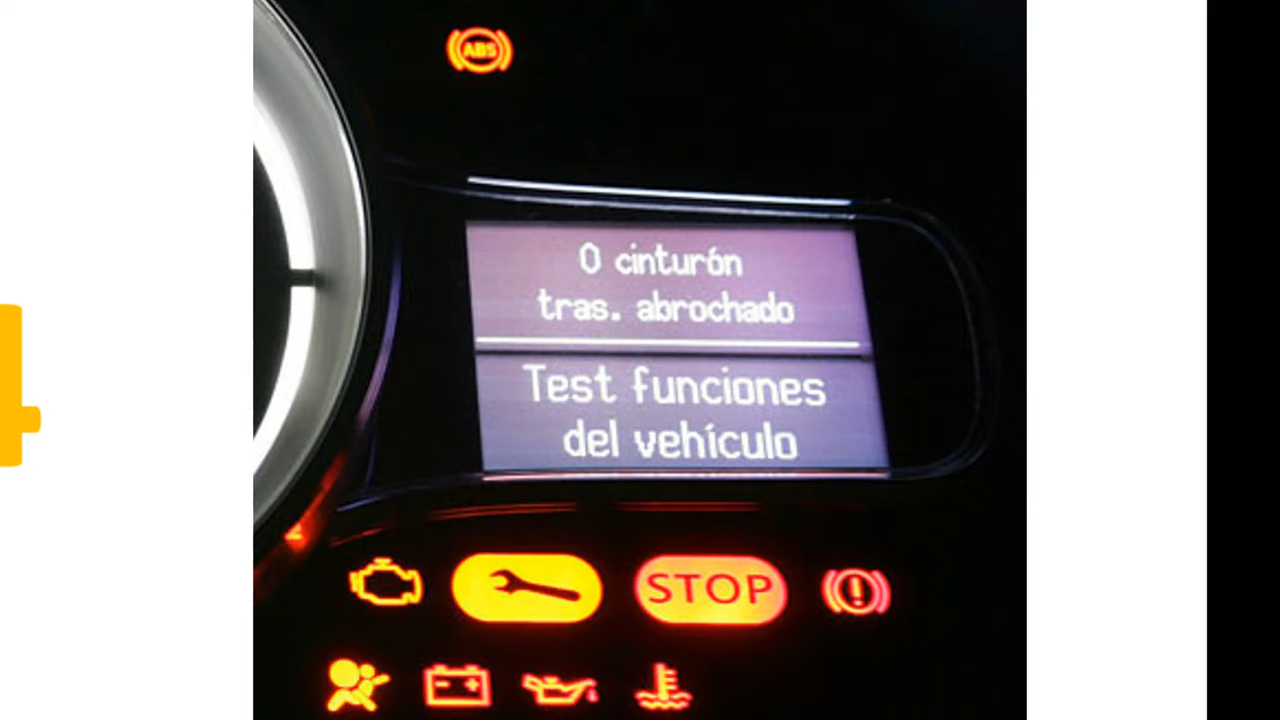 ABS
0 cinturón
tras. abrochado
Test funciones
del vehículo
STOP